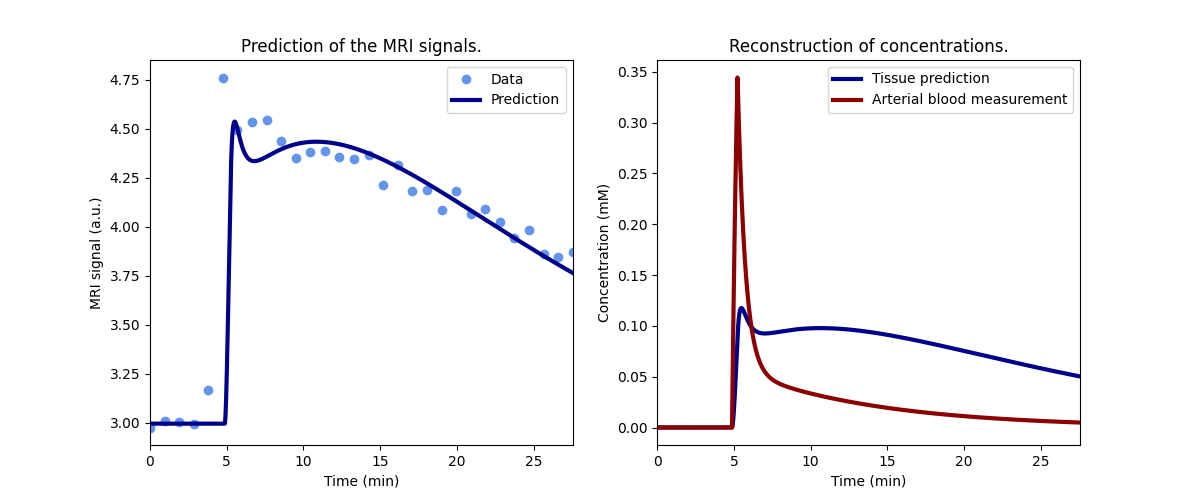 Prediction of the MRI signals.
MRI signal (a.u.)
4.75
4.50
4.25
4.00
3.75
3.50
3.25
3.00
Data
Prediction
0 5 10 15 20 25
Time (min)
Reconstruction of concentrations.
Concentration (mM)
0.35
0.30
0.25
0.20
0.15
0.10
0.05
0.00
Tissue prediction
Arterial blood measurement
0 5 10 15 20 25
Time (min)